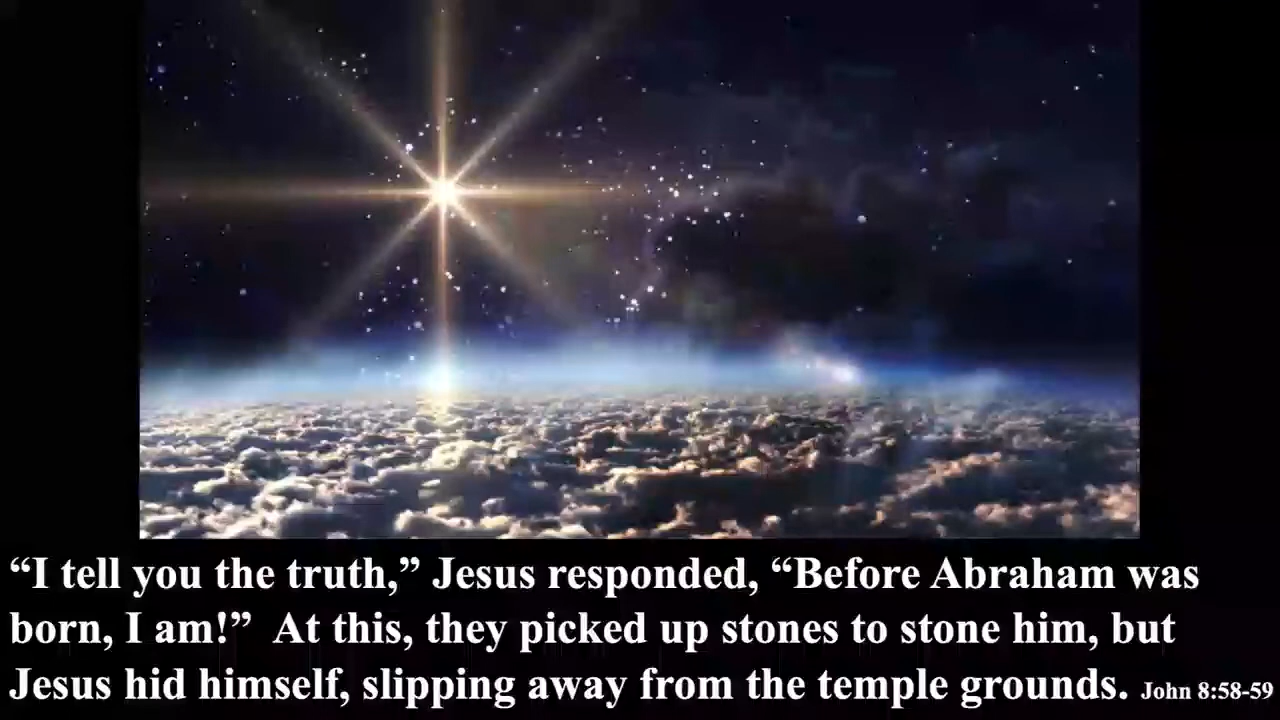 “I tell you the truth,” Jesus responded, “Before Abraham was
born, I am!”  At this, they picked up stones to stone him, but
Jesus hid himself, slipping away from the temple grounds. John 8:58-59